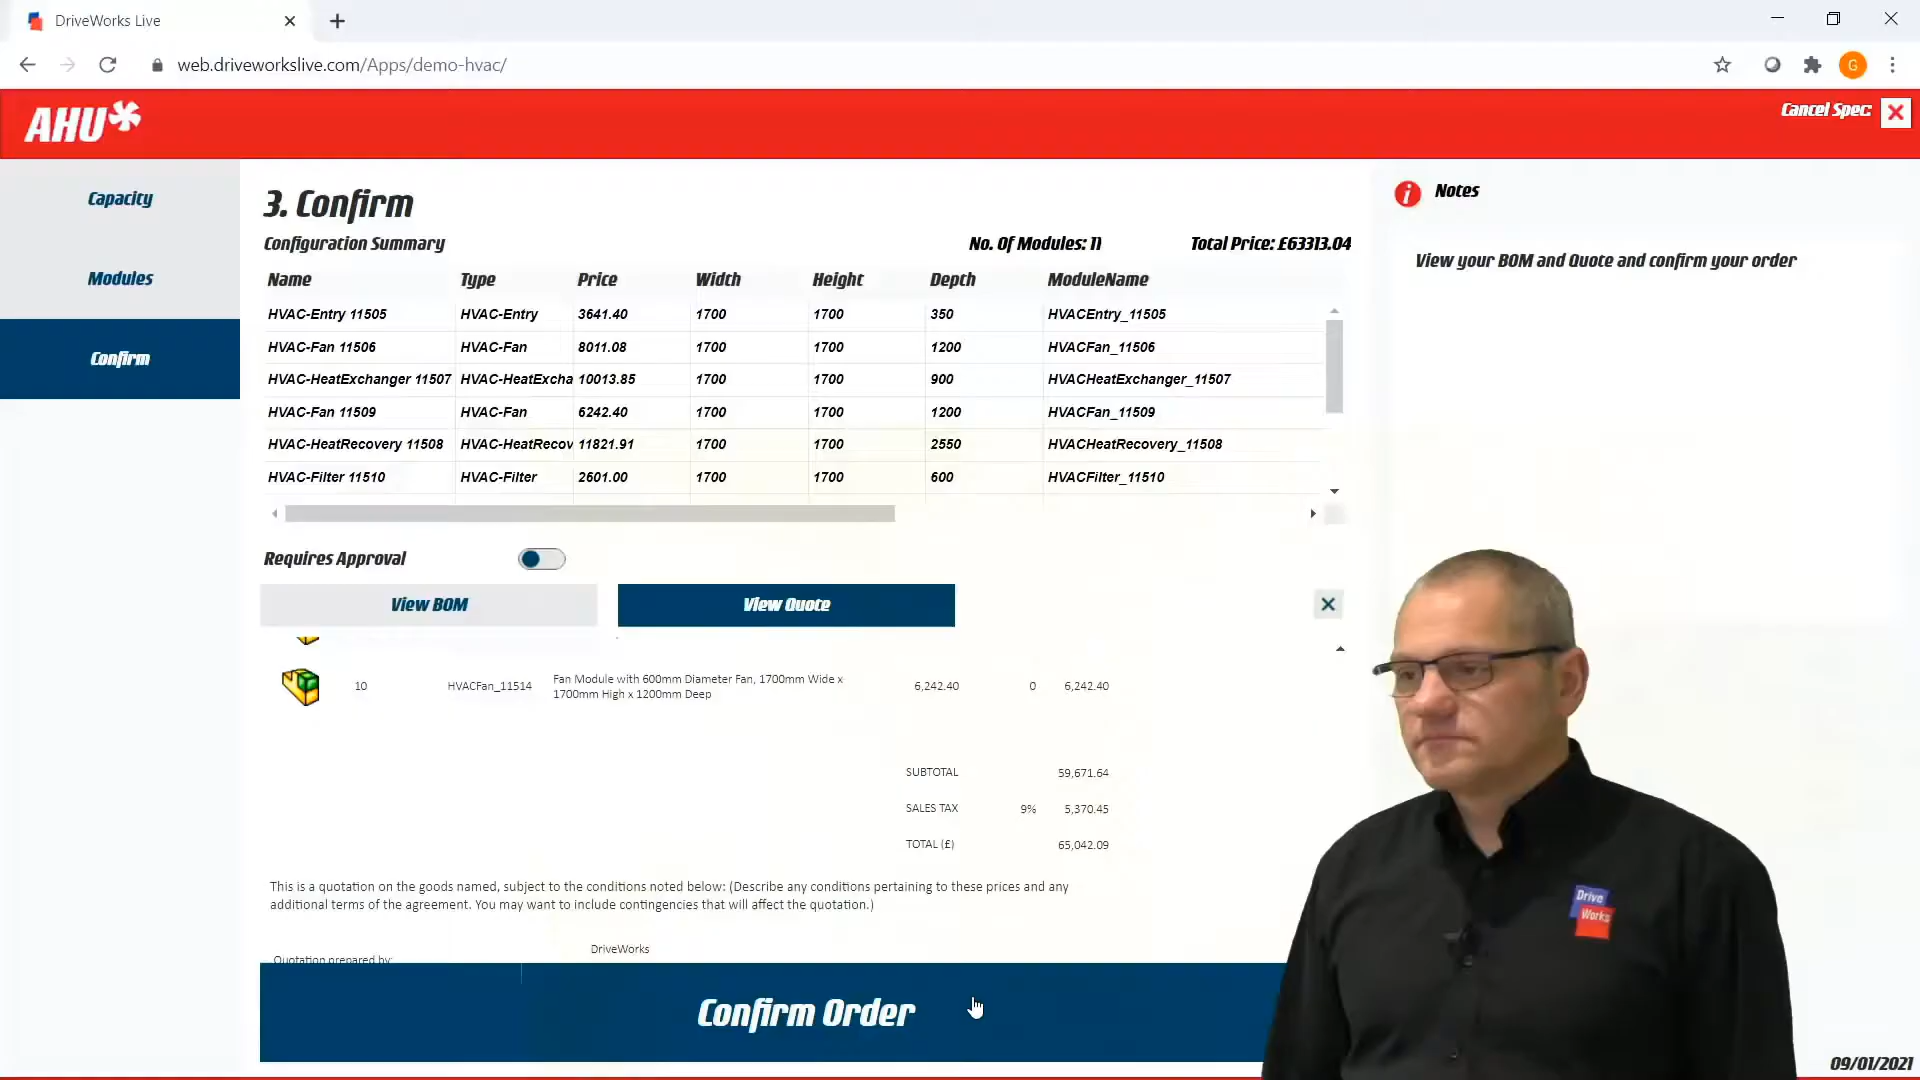 DriveWorks Live
web.driveworkslive.com/Apps/demo-hvac/
G
AHU
Cancel Spec:
Capacity
Modules
Confirm
3. Confirm
Configuration Summary
No. Of Modules: 11
Total Price: £63313.04
Name Type Price Width Height Depth ModuleName
HVAC-Entry 11505 HVAC-Entry 3641.40 1700 1700 350 HVACEntry_11505
HVAC-Fan 11506 HVAC-Fan 8011.08 1700 1700 1200 HVACFan_11506
HVAC-HeatExchanger 11507 HVAC-HeatExcha 10013.85 1700 1700 900 HVACHeatExchanger_11507
HVAC-Fan 11509 HVAC-Fan 6242.40 1700 1700 1200 HVACFan_11509
HVAC-HeatRecovery 11508 HVAC-HeatRecov 11821.91 1700 1700 2550 HVACHeatRecovery_11508
HVAC-Filter 11510 HVAC-Filter 2601.00 1700 1700 600 HVACFilter_11510
Requires Approval
View BOM
View Quote
10 HVACFan_11514 Fan Module with 600mm Diameter Fan, 1700mm Wide x 6,242.40 0 6,242.40
1700mm High x 1200mm Deep
SUBTOTAL 59,671.64
SALES TAX 9% 5,370.45
TOTAL (£) 65,042.09
This is a quotation on the goods named, subject to the conditions noted below: (Describe any conditions pertaining to these prices and any
additional terms of the agreement. You may want to include contingencies that will affect the quotation.)
DriveWorks
Quotation prepared by:
Confirm Order
i
Notes
View your BOM and Quote and confirm your order
Drive
Works
09/01/2021